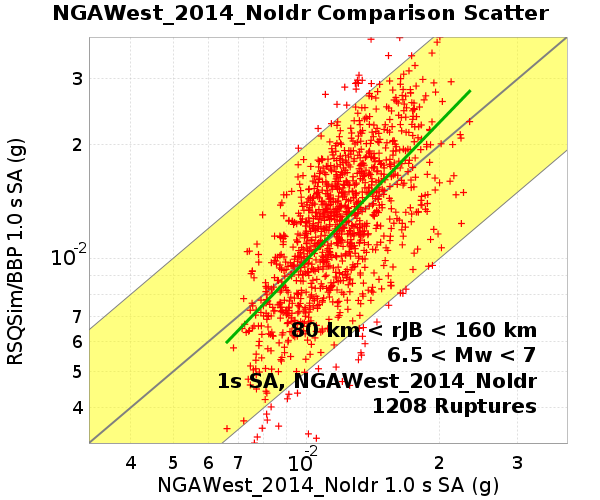 NGAWest_2014_NoIdr Comparison Scatter
RSQSim/BBP 1.0 s SA (g)
3
2
10-2
7
6
5
4
80 km < rJB < 160 km
6.5 < Mw < 7
1s SA, NGAWest_2014_NoIdr
1208 Ruptures
4 5 6 7 10-2 2 3
NGAWest_2014_NoIdr 1.0 s SA (g)